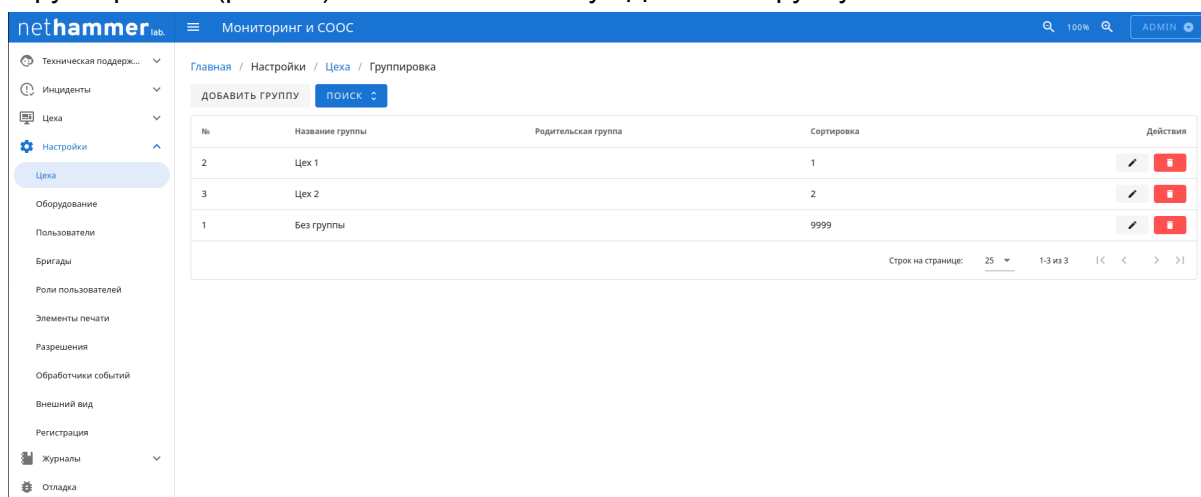 nethammer lab.
Мониторинг и СООС
100%
ADMIN
Техническая поддерж...
Инциденты
Цеха
Настройки
Цеха
Оборудование
Пользователи
Бригады
Роли пользователей
Элементы печати
Разрешения
Обработчики событий
Внешний вид
Регистрация
Журналы
Отладка
Главная / Настройки / Цеха / Группировка
ДОБАВИТЬ ГРУППУ ПОИСК
№ Название группы Родительская группа Сортировка Действия
2 Цех 1 1
3 Цех 2 2
1 Без группы 9999
Строк на странице: 25 1-3 из 3